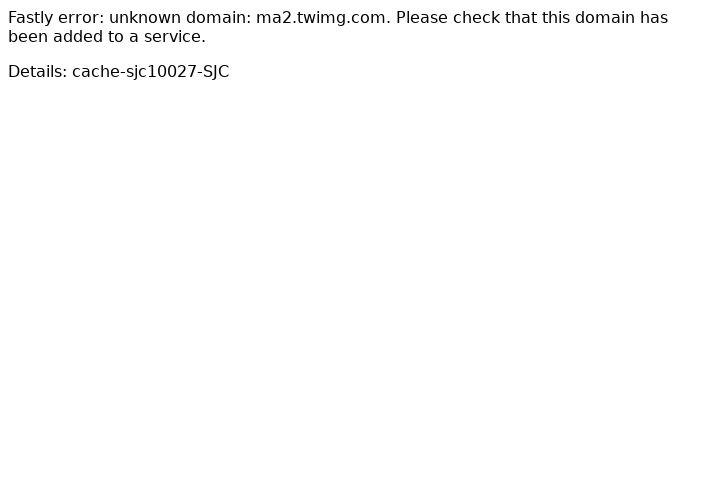 Fastly error: unknown domain: ma2.twimg.com. Please check that this domain has
been added to a service.
Details: cache-sjc10027-SJC